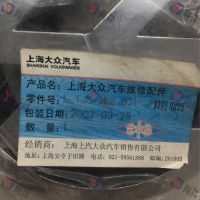 上海大众汽车
SHANGHAI VOLKSWAGEN
产品名: 上海大众汽车维修配件
零件号:
包装日期: 2007-03-28
数量: 1
经销商: 上海上汽大众汽车销售有限公司
上海安亭于田路 电话: 021-59561888 邮编: 201805